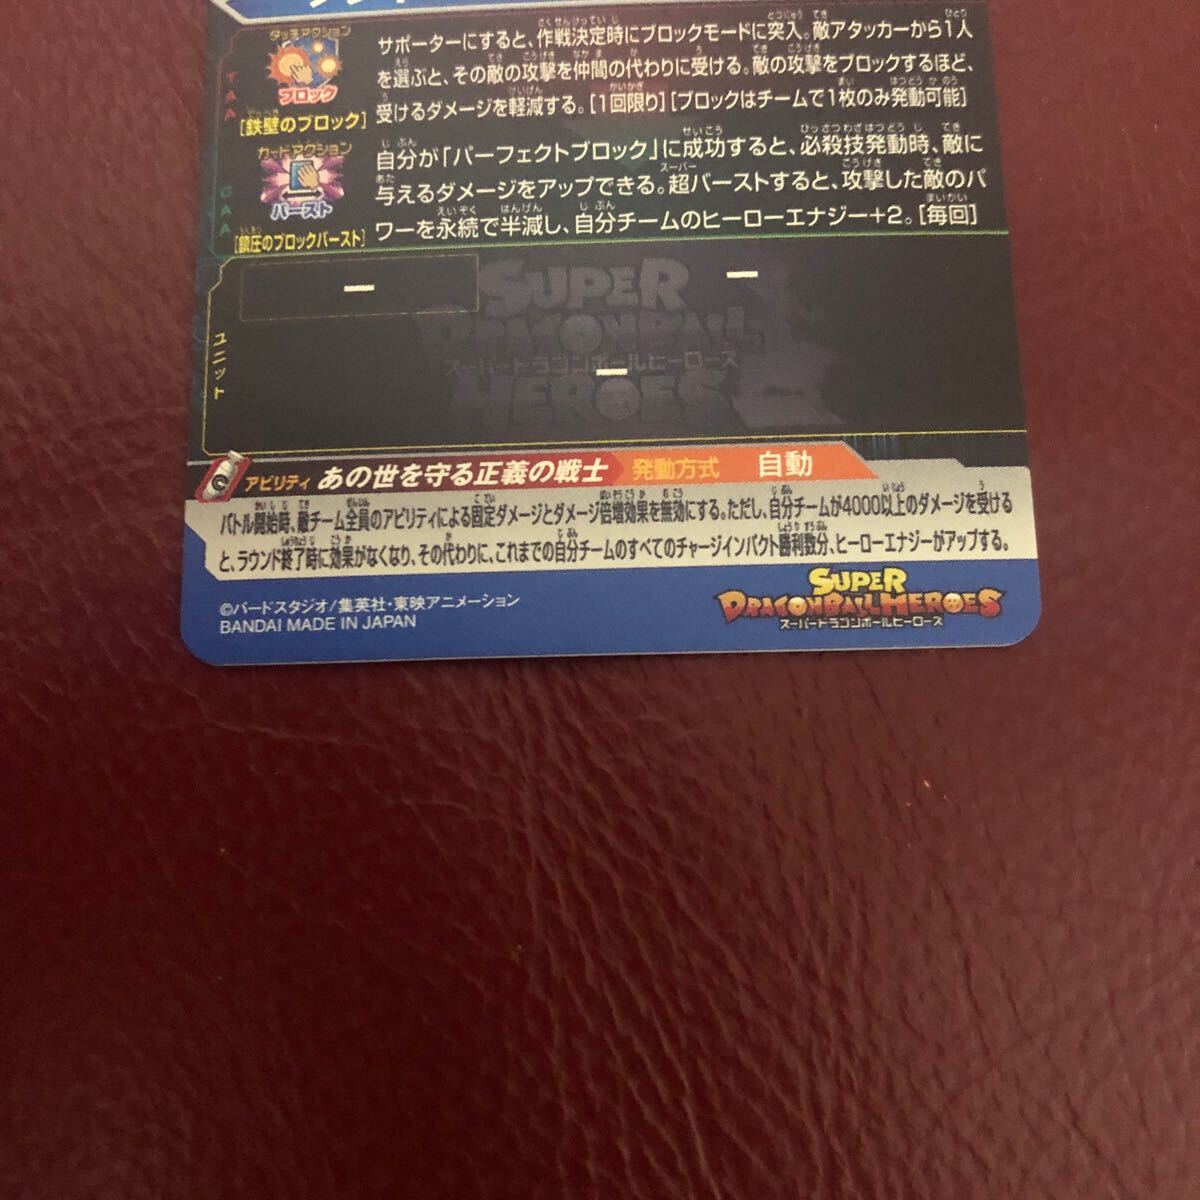 タッチアクション
ブロック
[鉄壁のブロック]
サポーターにすると、作戦決定時にブロックモードに突入。敵アタッカーから1人
を選ぶと、その敵の攻撃を仲間の代わりに受ける。敵の攻撃をブロックするほど、
受けるダメージを軽減する。[1回限り][ブロックはチームで1枚のみ発動可能]
カードアクション
バースト
[鎮圧のブロックバースト]
自分が「パーフェクトブロック」に成功すると、必殺技発動時、敵に
与えるダメージをアップできる。超バーストすると、攻撃した敵のパ
ワーを永続で半減し、自分チームのヒーローエナジー+2。[毎回]
TAA
CAA
ユニット
ー
ー
ー
SUPER
DRAGONBALL
スーパードラゴンボールヒーローズ
HEROES
アビリティ あの世を守る正義の戦士 発動方式 自動
バトル開始時、敵チーム全員のアビリティによる固定ダメージとダメージ倍増効果を無効にする。ただし、自分チームが4000以上のダメージを受ける
と、ラウンド終了時に効果がなくなり、その代わりに、これまでの自分チームのすべてのチャージインパクト勝利数分、ヒーローエナジーがアップする。
©バードスタジオ/集英社・東映アニメーション
BANDAI MADE IN JAPAN
SUPER
DRAGONBALL HEROES
スーパードラゴンボールヒーローズ